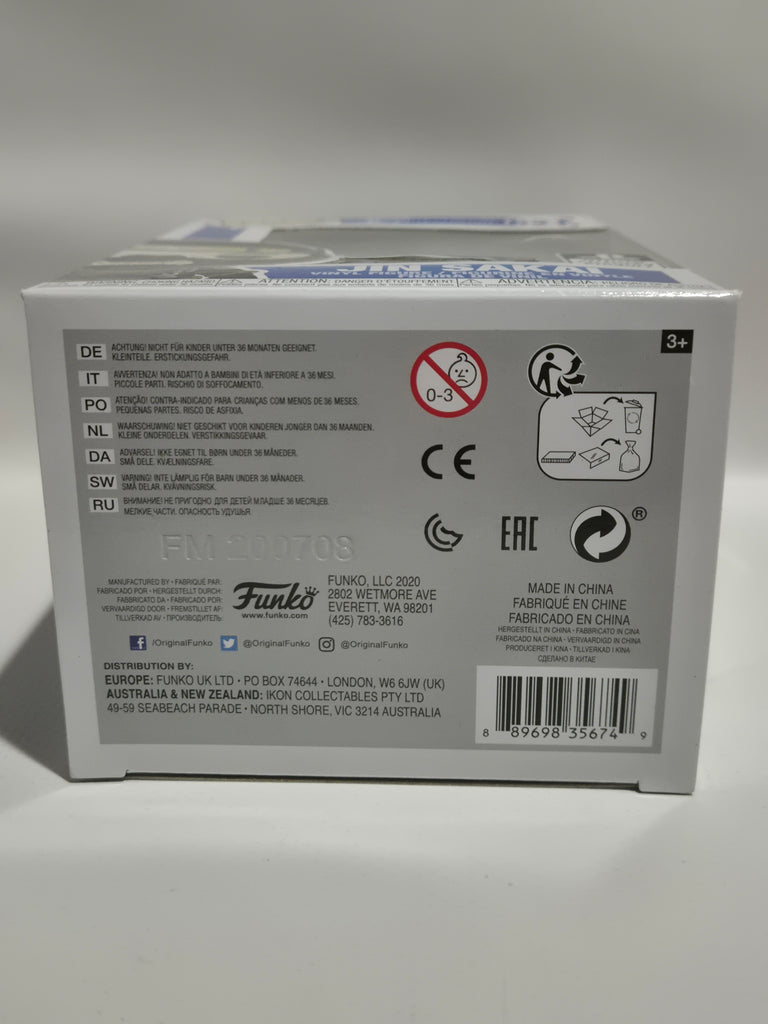 JIN SAKAI
ATTENTION: DANGER D'ÉTOUFFEMENT
ADVERTENCIA:
3+
DE ACHTUNG! NICHT FÜR KINDER UNTER 36 MONATEN GEEIGNET.
KLEINTEILE. ERSTICKUNGSGEFAHR.
IT AVVERTENZA! NON ADATTO A BAMBINI DI ETÀ INFERIORE A 36 MESI.
PICCOLE PARTI. RISCHIO DI SOFFOCAMENTO.
PO ATENÇÃO! CONTRA-INDICADO PARA CRIANÇAS COM MENOS DE 36 MESES.
PEQUENAS PARTES. RISCO DE ASFIXIA.
NL WAARSCHUWING! NIET GESCHIKT VOOR KINDEREN JONGER DAN 36 MAANDEN.
KLEINE ONDERDELEN. VERSTIKKINGSGEVAAR.
DA ADVARSEL! IKKE EGNET TIL BØRN UNDER 36 MÅNEDER.
SMÅ DELE. KVÆLNINGSFARE.
SW VARNING! INTE LÄMPLIG FÖR BARN UNDER 36 MÅNADER.
SMÅ DELAR. KVÄVNINGSRISK.
RU ВНИМАНИЕ! НЕ ПРИГОДНО ДЛЯ ДЕТЕЙ МЛАДШЕ 36 МЕСЯЦЕВ.
МЕЛКИЕ ЧАСТИ. ОПАСНОСТЬ УДУШЬЯ.
0-3
CE
EAC
®
FM 200708
MANUFACTURED BY • FABRIQUÉ PAR:
FABRICADO POR • HERGESTELLT DURCH:
FABBRICATO DA • FABRICADO POR:
VERVAARDIGD DOOR • FREMSTILLET AF:
TILLVERKAD AV • ПРОИЗВОДИТЕЛЬ:
Funko
www.funko.com
FUNKO, LLC 2020
2802 WETMORE AVE
EVERETT, WA 98201
(425) 783-3616
/OriginalFunko @OriginalFunko @OriginalFunko
MADE IN CHINA
FABRIQUÉ EN CHINE
FABRICADO EN CHINA
HERGESTELLT IN CHINA • FABBRICATO IN CINA
FABRICADO NA CHINA • VERVAARDIGD IN CHINA
PRODUCERET I KINA • TILLVERKAD I KINA
СДЕЛАНО В КИТАЕ
DISTRIBUTION BY:
EUROPE: FUNKO UK LTD • PO BOX 74644 • LONDON, W6 6JW (UK)
AUSTRALIA & NEW ZEALAND: IKON COLLECTABLES PTY LTD
49-59 SEABEACH PARADE • NORTH SHORE, VIC 3214 AUSTRALIA
8 89698 35674 9